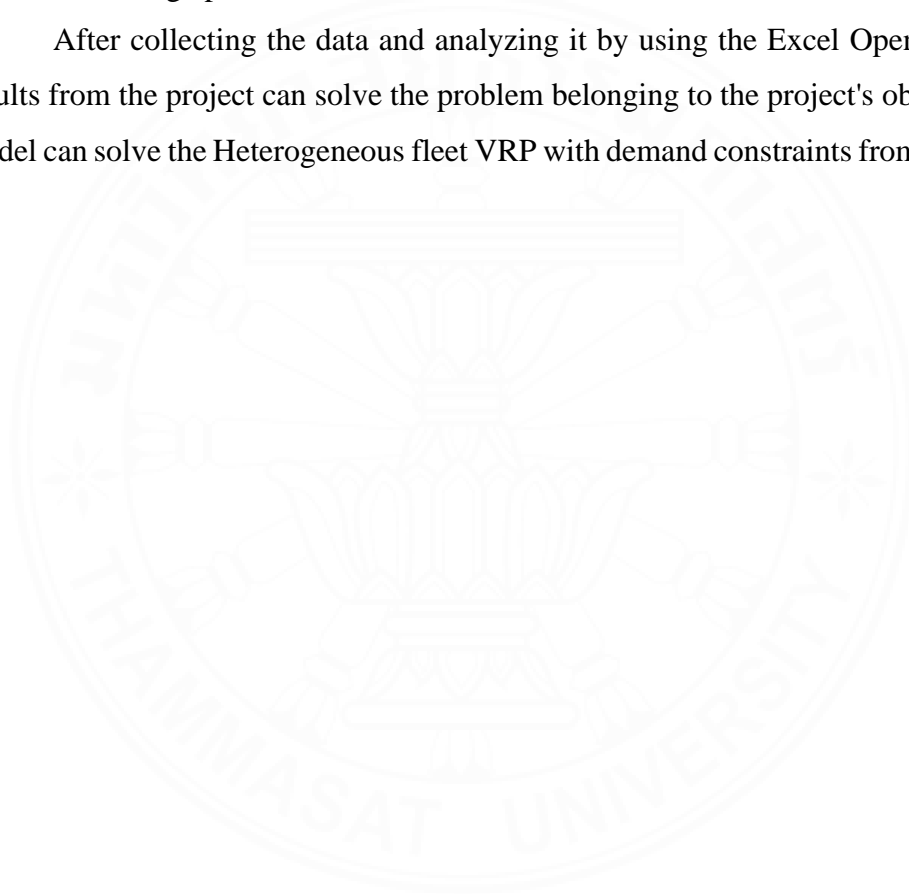 After collecting the data and analyzing it by using the Excel Oper
ults from the project can solve the problem belonging to the project's ob
del can solve the Heterogeneous fleet VRP with demand constraints from
THAMMASAT UNIVERSITY